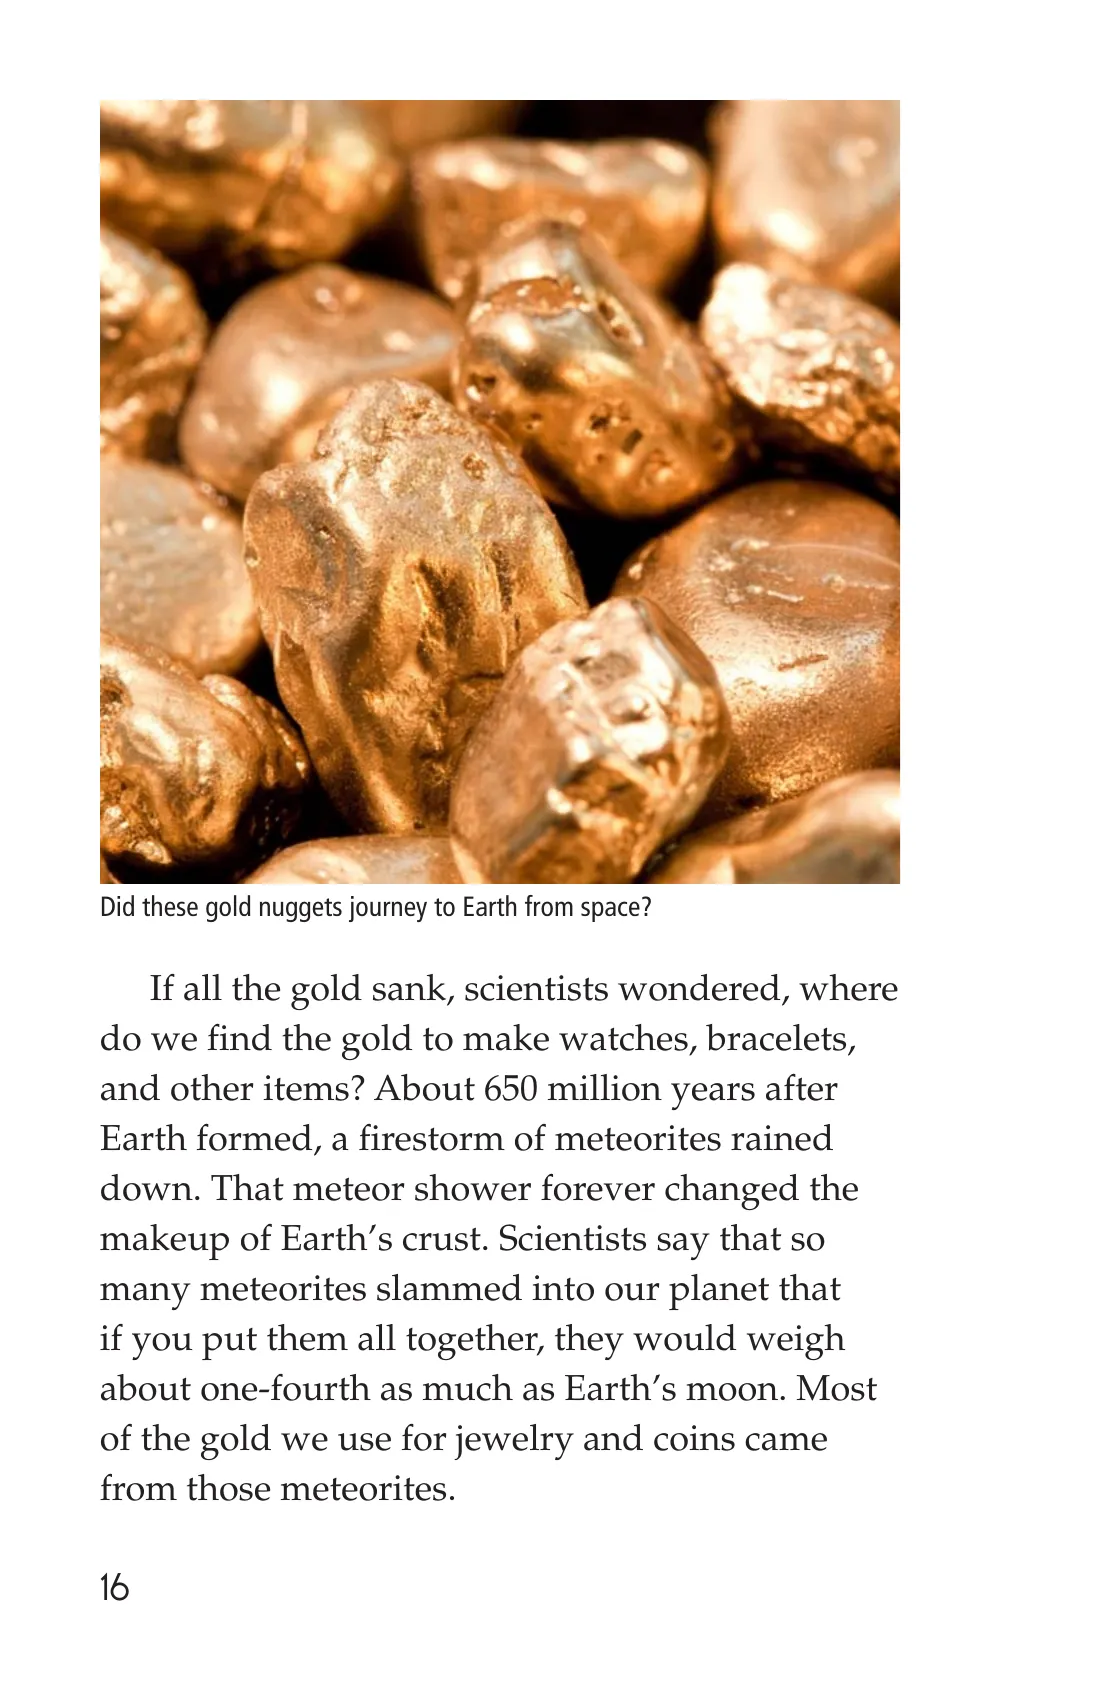 Did these gold nuggets journey to Earth from space?
If all the gold sank, scientists wondered, where
do we find the gold to make watches, bracelets,
and other items? About 650 million years after
Earth formed, a firestorm of meteorites rained
down. That meteor shower forever changed the
makeup of Earth’s crust. Scientists say that so
many meteorites slammed into our planet that
if you put them all together, they would weigh
about one-fourth as much as Earth’s moon. Most
of the gold we use for jewelry and coins came
from those meteorites.
16